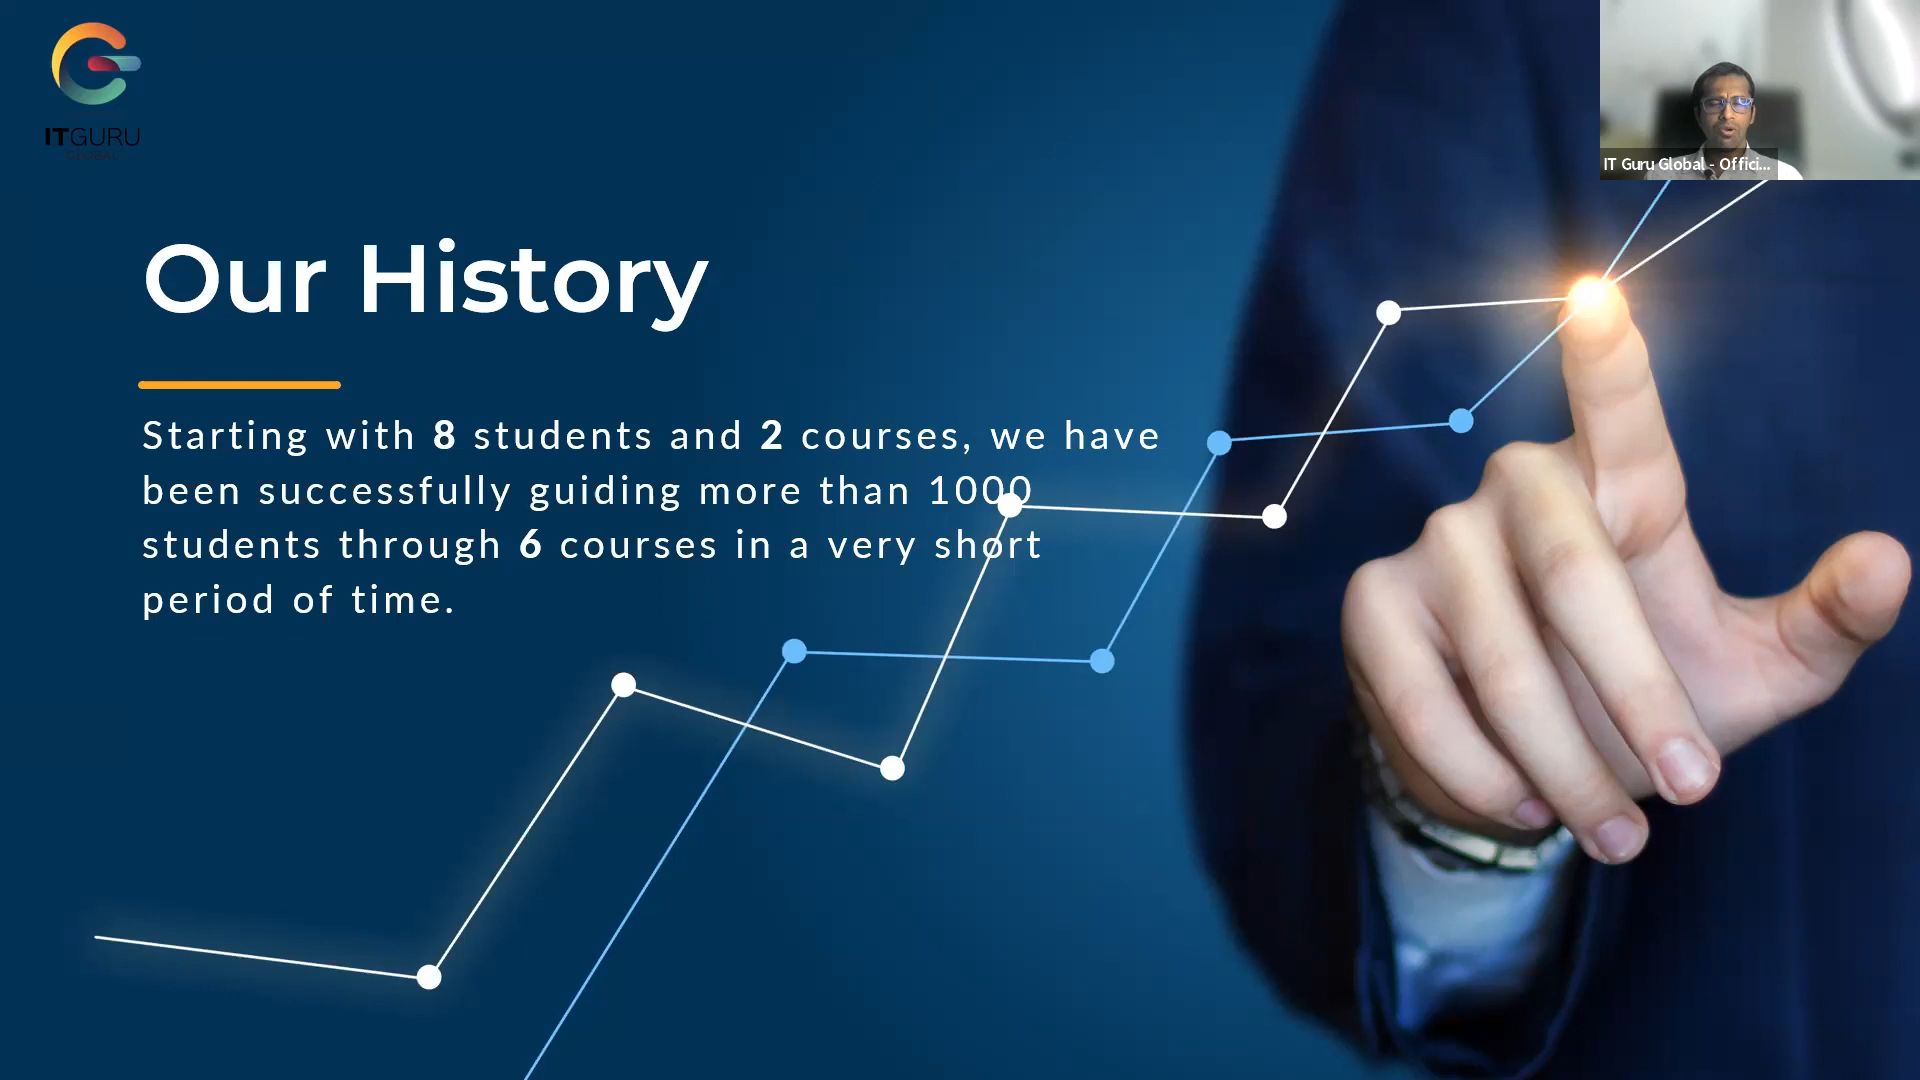 ITGURU
GLOBAL
IT Guru Global - Offici...
Our History
Starting with 8 students and 2 courses, we have
been successfully guiding more than 1000
students through 6 courses in a very short
period of time.